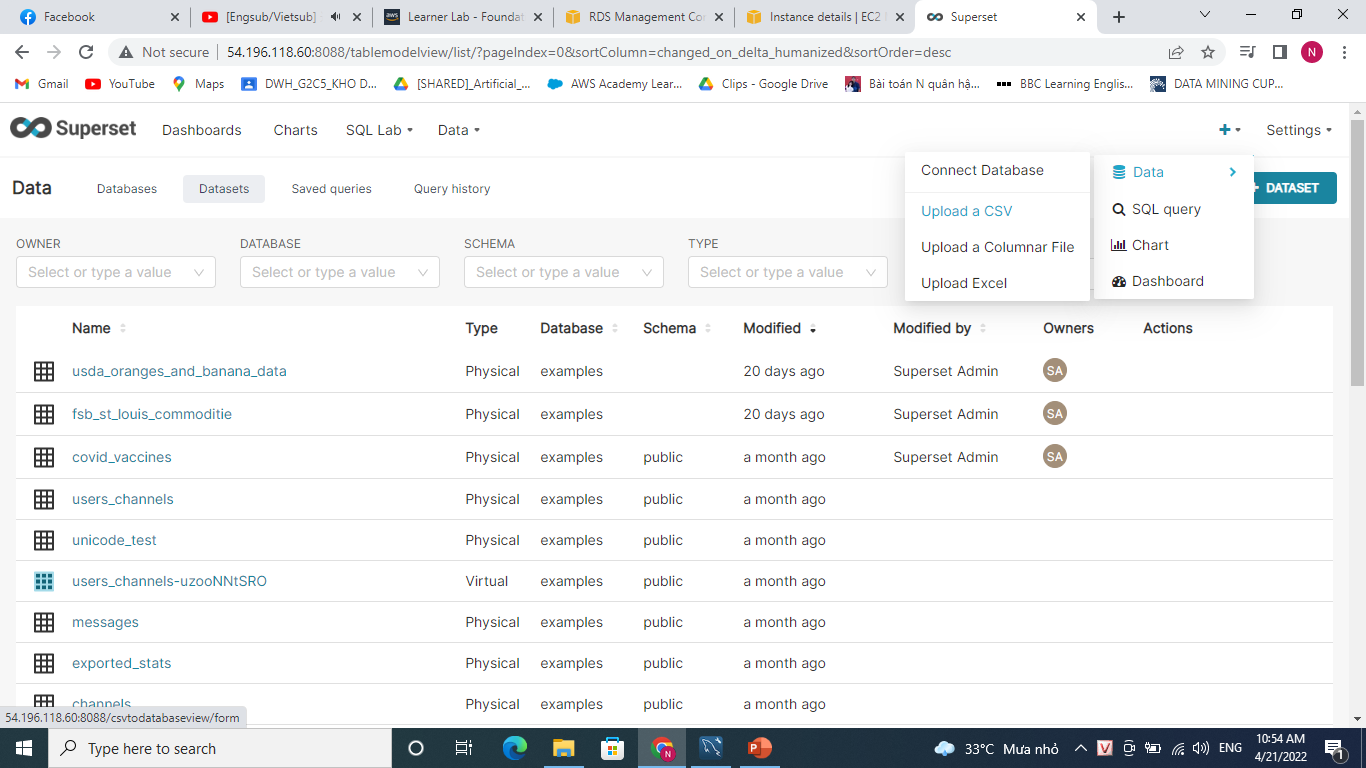 Facebook
[Engsub/Vietsub]
Learner Lab - Foundat
RDS Management Cor
Instance details | EC2
Superset
Not secure
54.196.118.60:8088/tablemodelview/list/?pageIndex=0&sortColumn=changed_on_delta_humanized&sortOrder=desc
N
Gmail
YouTube
Maps
DWH_G2C5_KHO D...
[SHARED]_Artificial_...
AWS Academy Lear...
Clips - Google Drive
Bài toán N quân hậ...
BBC Learning Englis...
DATA MINING CUP...
Superset
Dashboards
Charts
SQL Lab
Data
Settings
Data
Databases
Datasets
Saved queries
Query history
DATASET
Connect Database
Upload a CSV
Upload a Columnar File
Upload Excel
Data
SQL query
Chart
Dashboard
OWNER DATABASE SCHEMA TYPE
Select or type a value Select or type a value Select or type a value Select or type a value
Name Type Database Schema Modified Modified by Owners Actions
usda_oranges_and_banana_data Physical examples 20 days ago Superset Admin SA
fsb_st_louis_commoditie Physical examples 20 days ago Superset Admin SA
covid_vaccines Physical examples public a month ago Superset Admin SA
users_channels Physical examples public a month ago
unicode_test Physical examples public a month ago
users_channels-uzooNNtSRO Virtual examples public a month ago
messages Physical examples public a month ago
exported_stats Physical examples public a month ago
channels Physical examples public a month ago
54.196.118.60:8088/csvtodatabaseview/form
Type here to search
33°C Mưa nhỏ
ENG
10:54 AM
4/21/2022
1